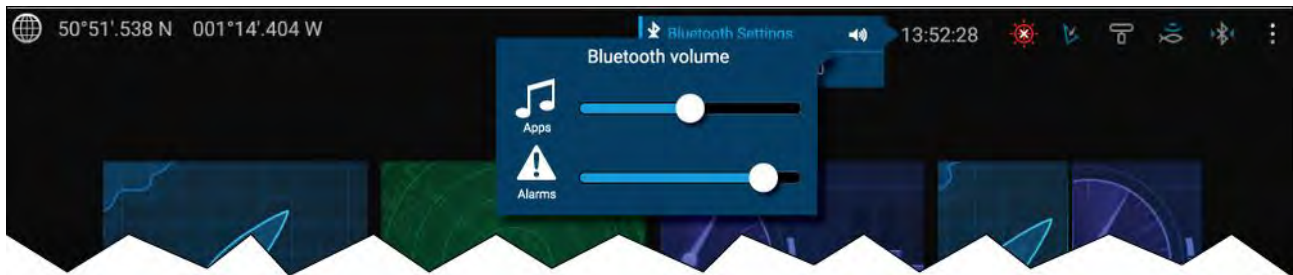 50°51'.538 N 001°14'.404 W
Bluetooth Settings
13:52:28
Bluetooth volume
Apps
Alarms